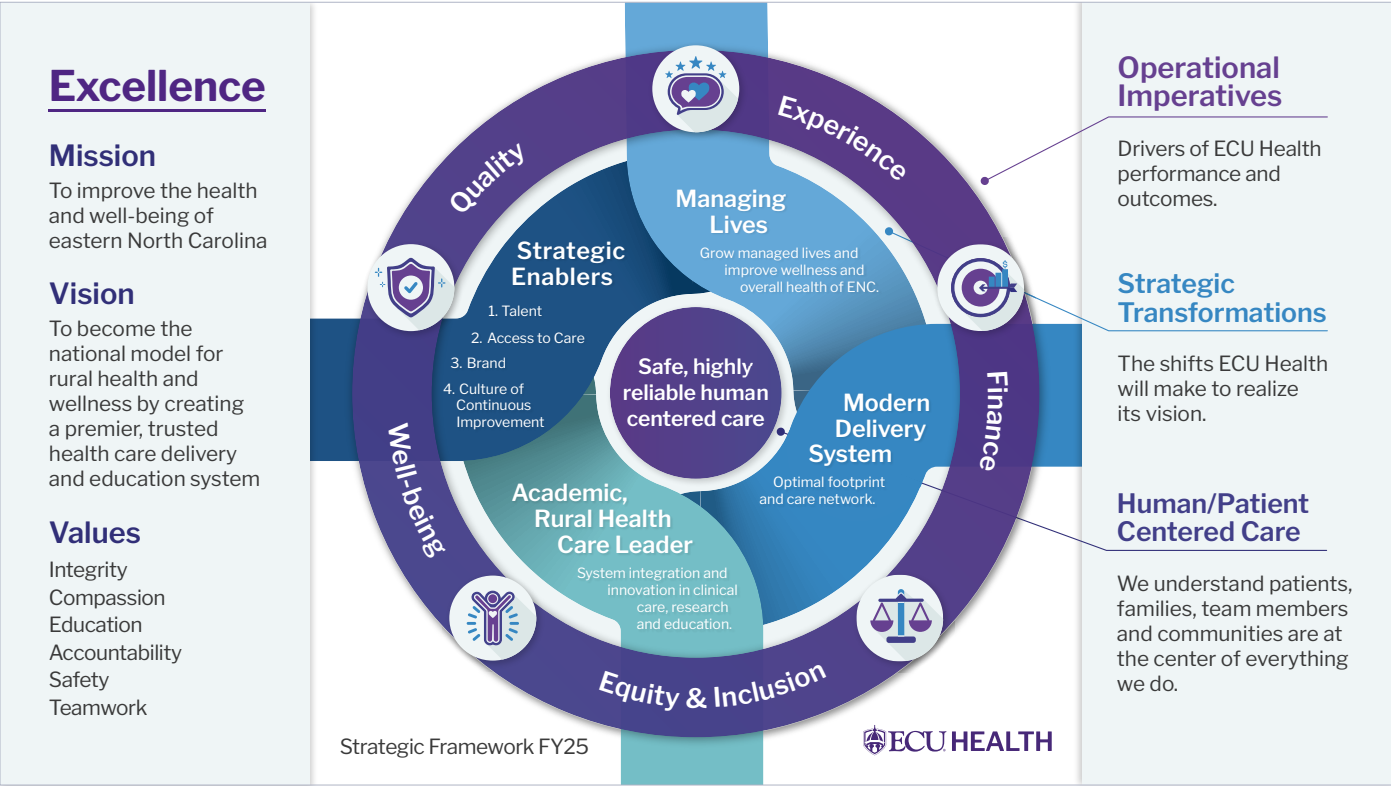 Excellence
Mission
To improve the health
and well-being of
eastern North Carolina
Vision
To become the
national model for
rural health and
wellness by creating
a premier, trusted
health care delivery
and education system
Values
Integrity
Compassion
Education
Accountability
Safety
Teamwork
Quality
Experience
Finance
Equity & Inclusion
Well-being
Managing
Lives
Grow managed lives and
improve wellness and
overall health of ENC.
Strategic
Enablers
1. Talent
2. Access to Care
3. Brand
4. Culture of
Continuous
Improvement
Safe, highly
reliable human
centered care
Modern
Delivery
System
Optimal footprint
and care network.
Academic,
Rural Health
Care Leader
System integration and
innovation in clinical
care, research
and education.
$
Strategic Framework FY25
ECU HEALTH
Operational
Imperatives
Drivers of ECU Health
performance and
outcomes.
Strategic
Transformations
The shifts ECU Health
will make to realize
its vision.
Human/Patient
Centered Care
We understand patients,
families, team members
and communities are at
the center of everything
we do.